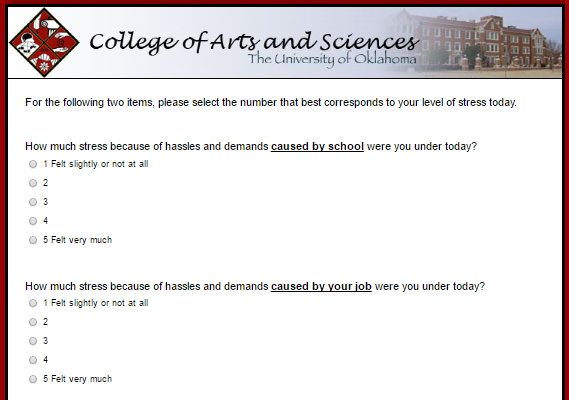 College of Arts and Sciences
The University of Oklahoma
For the following two items, please select the number that best corresponds to your level of stress today.
How much stress because of hassles and demands caused by school were you under today?
1 Felt slightly or not at all
2
3
4
5 Felt very much
How much stress because of hassles and demands caused by your job were you under today?
1 Felt slightly or not at all
2
3
4
5 Felt very much